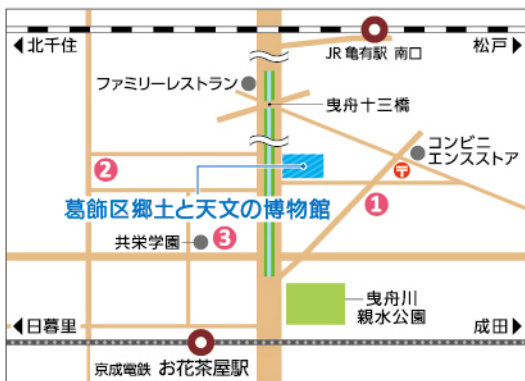 北千住
松戸
JR 亀有駅 南口
ファミリーレストラン
曳舟十三橋
コンビニ
エンスストア
〒
2
1
葛飾区郷土と天文の博物館
3
共栄学園
曳舟川
親水公園
日暮里
成田
京成電鉄 お花茶屋駅